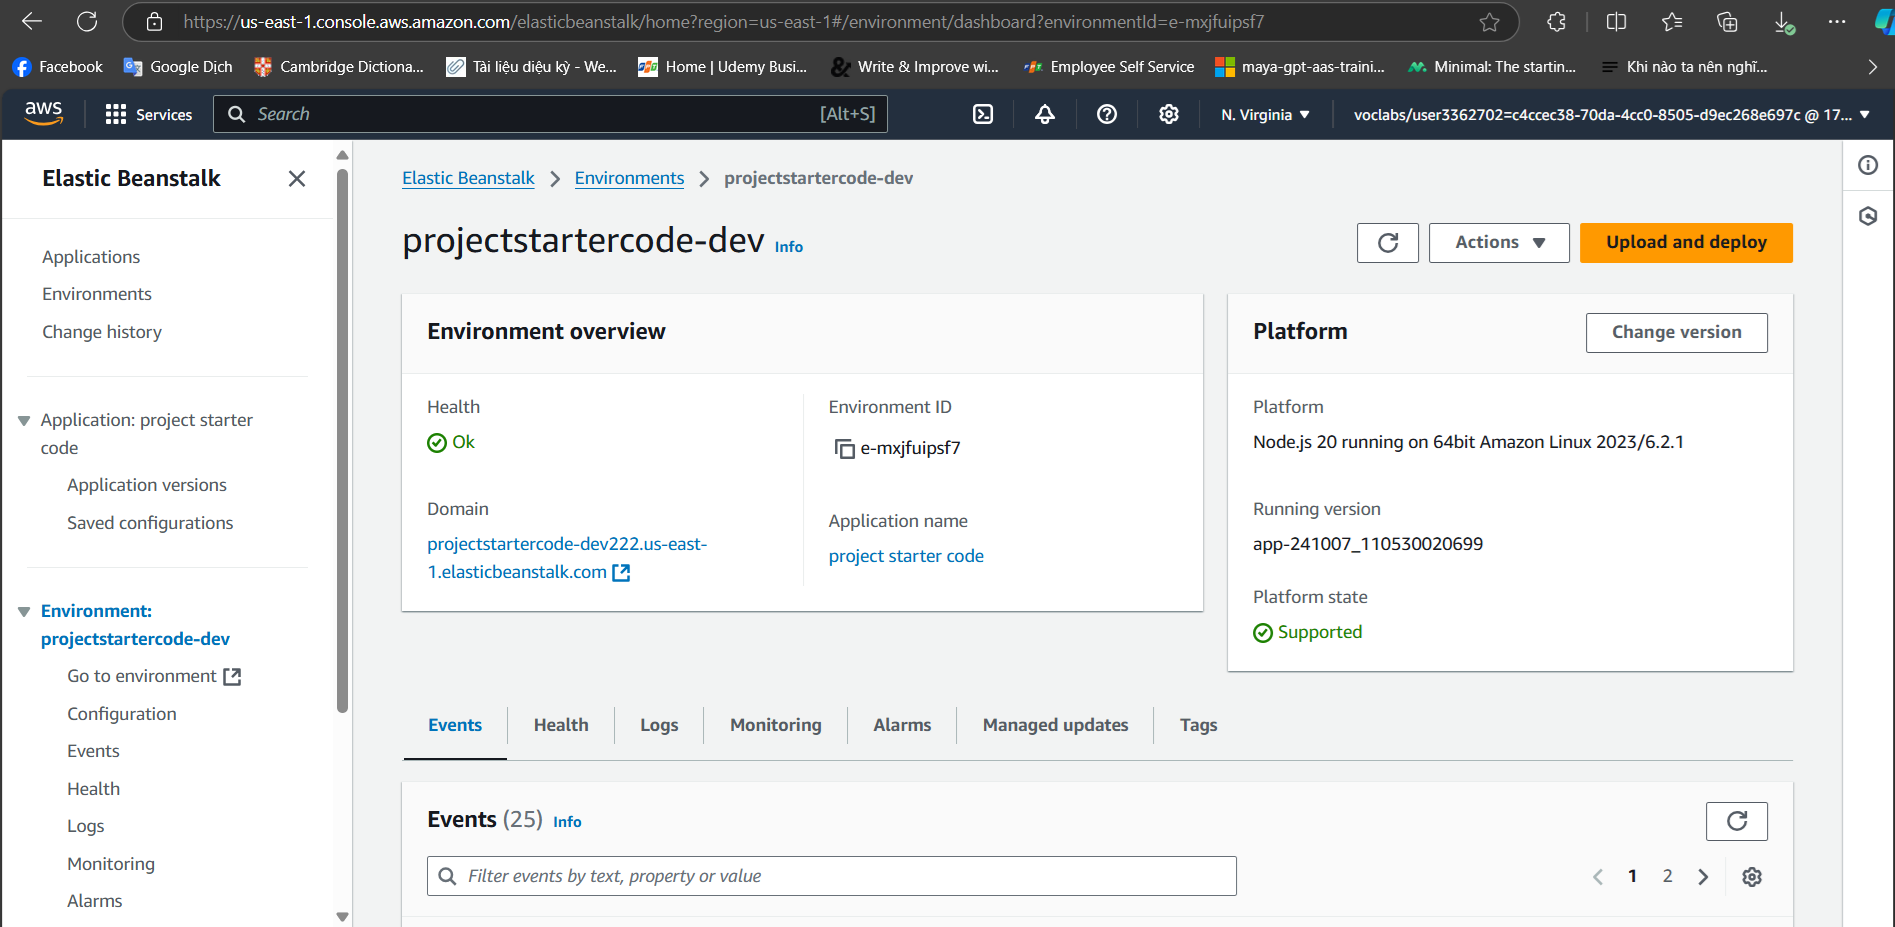 https://us-east-1.console.aws.amazon.com/elasticbeanstalk/home?region=us-east-1#/environment/dashboard?environmentId=e-mxjfuipsf7
Facebook Google Dịch Cambridge Dictiona... Tài liệu diệu kỳ - We... Home | Udemy Busi... Write & Improve wi... Employee Self Service maya-gpt-aas-traini... Minimal: The startin... Khi nào ta nên nghĩ...
aws Services Search [Alt+S] N. Virginia voclabs/user3362702=c4ccec38-70da-4cc0-8505-d9ec268e697c @ 17...
Elastic Beanstalk
Applications
Environments
Change history
Application: project starter
code
Application versions
Saved configurations
Environment:
projectstartercode-dev
Go to environment
Configuration
Events
Health
Logs
Monitoring
Alarms
Elastic Beanstalk Environments projectstartercode-dev
projectstartercode-dev Info
Actions Upload and deploy
Environment overview
Health
Ok
Domain
projectstartercode-dev222.us-east-
1.elasticbeanstalk.com
Environment ID
e-mxjfuipsf7
Application name
project starter code
Platform
Change version
Platform
Node.js 20 running on 64bit Amazon Linux 2023/6.2.1
Running version
app-241007_110530020699
Platform state
Supported
Events Health Logs Monitoring Alarms Managed updates Tags
Events (25) Info
Filter events by text, property or value
1 2